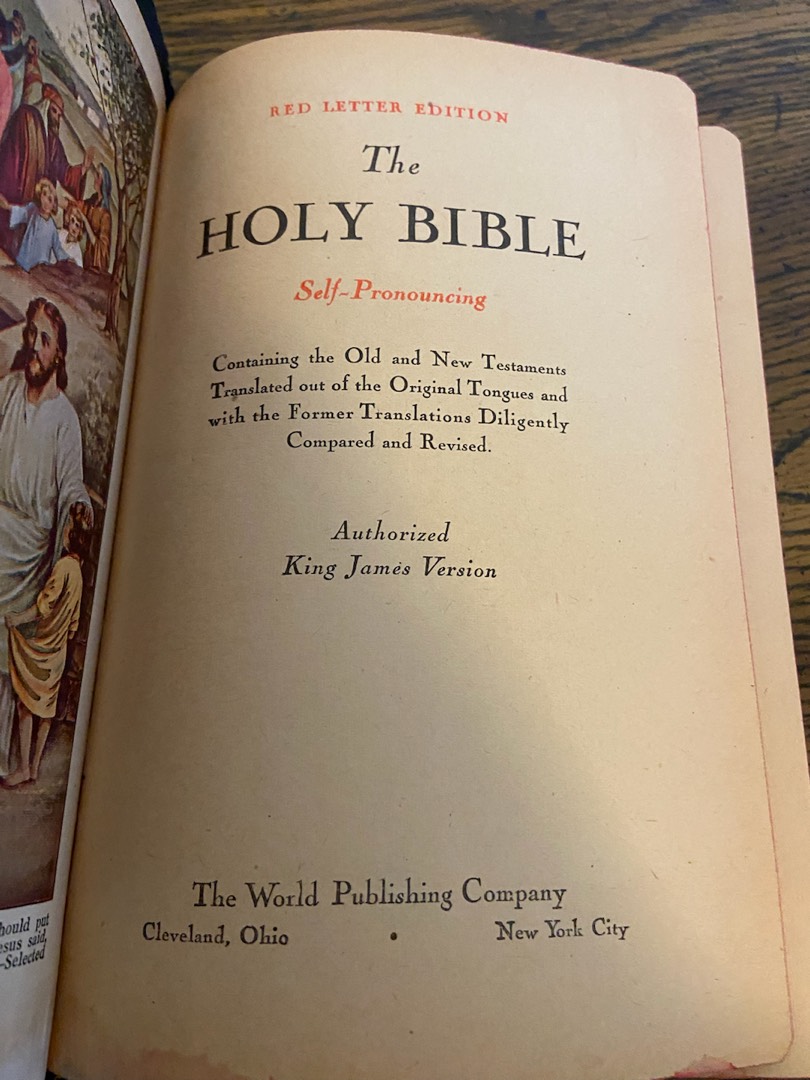 RED LETTER EDITION
The
HOLY BIBLE
Self-Pronouncing
Containing the Old and New Testaments
Translated out of the Original Tongues and
with the Former Translations Diligently
Compared and Revised.
Authorized
King James Version
The World Publishing Company
Cleveland, Ohio • New York City
hould put
esus said,
—Selected